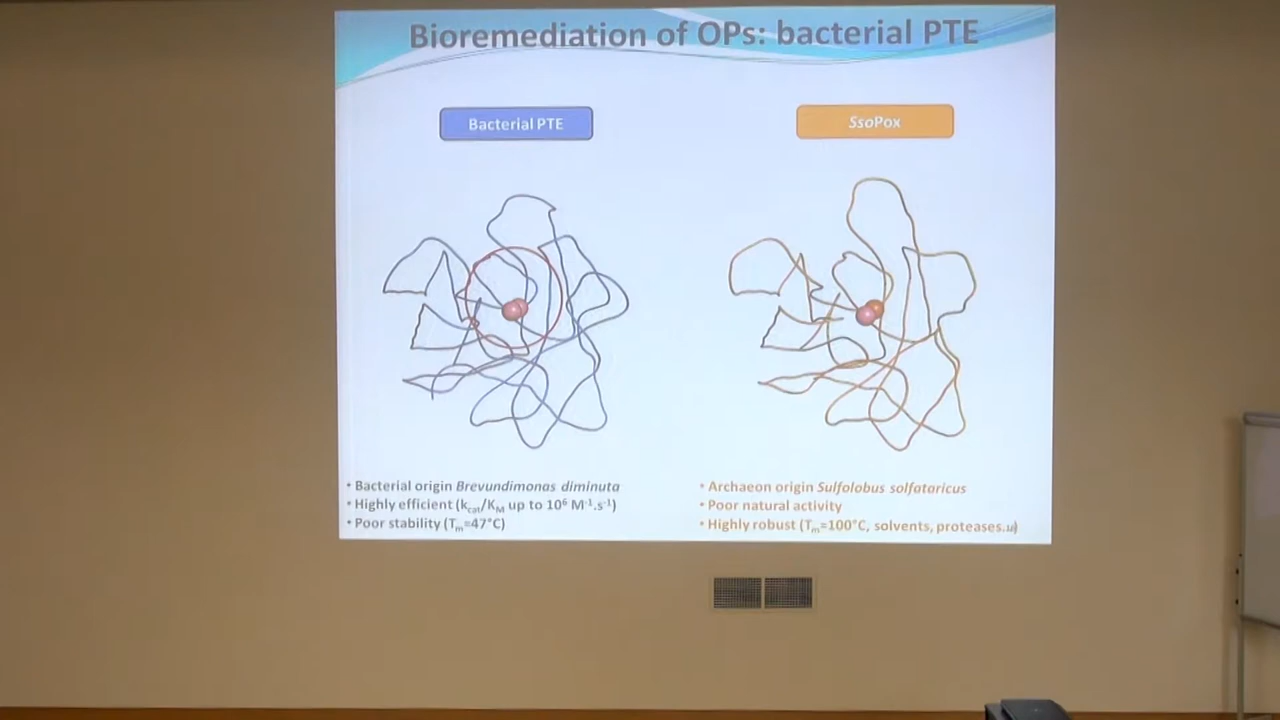 Bioremediation of OPs: bacterial PTE
Bacterial PTE
SsoPox
• Bacterial origin Brevundimonas diminuta
• Highly efficient (kcat/KM up to 10⁶ M⁻¹.s⁻¹)
• Poor stability (Tm=47°C)
• Archaeon origin Sulfolobus solfataricus
• Poor natural activity
• Highly robust (Tm=100°C, solvents, proteases...)